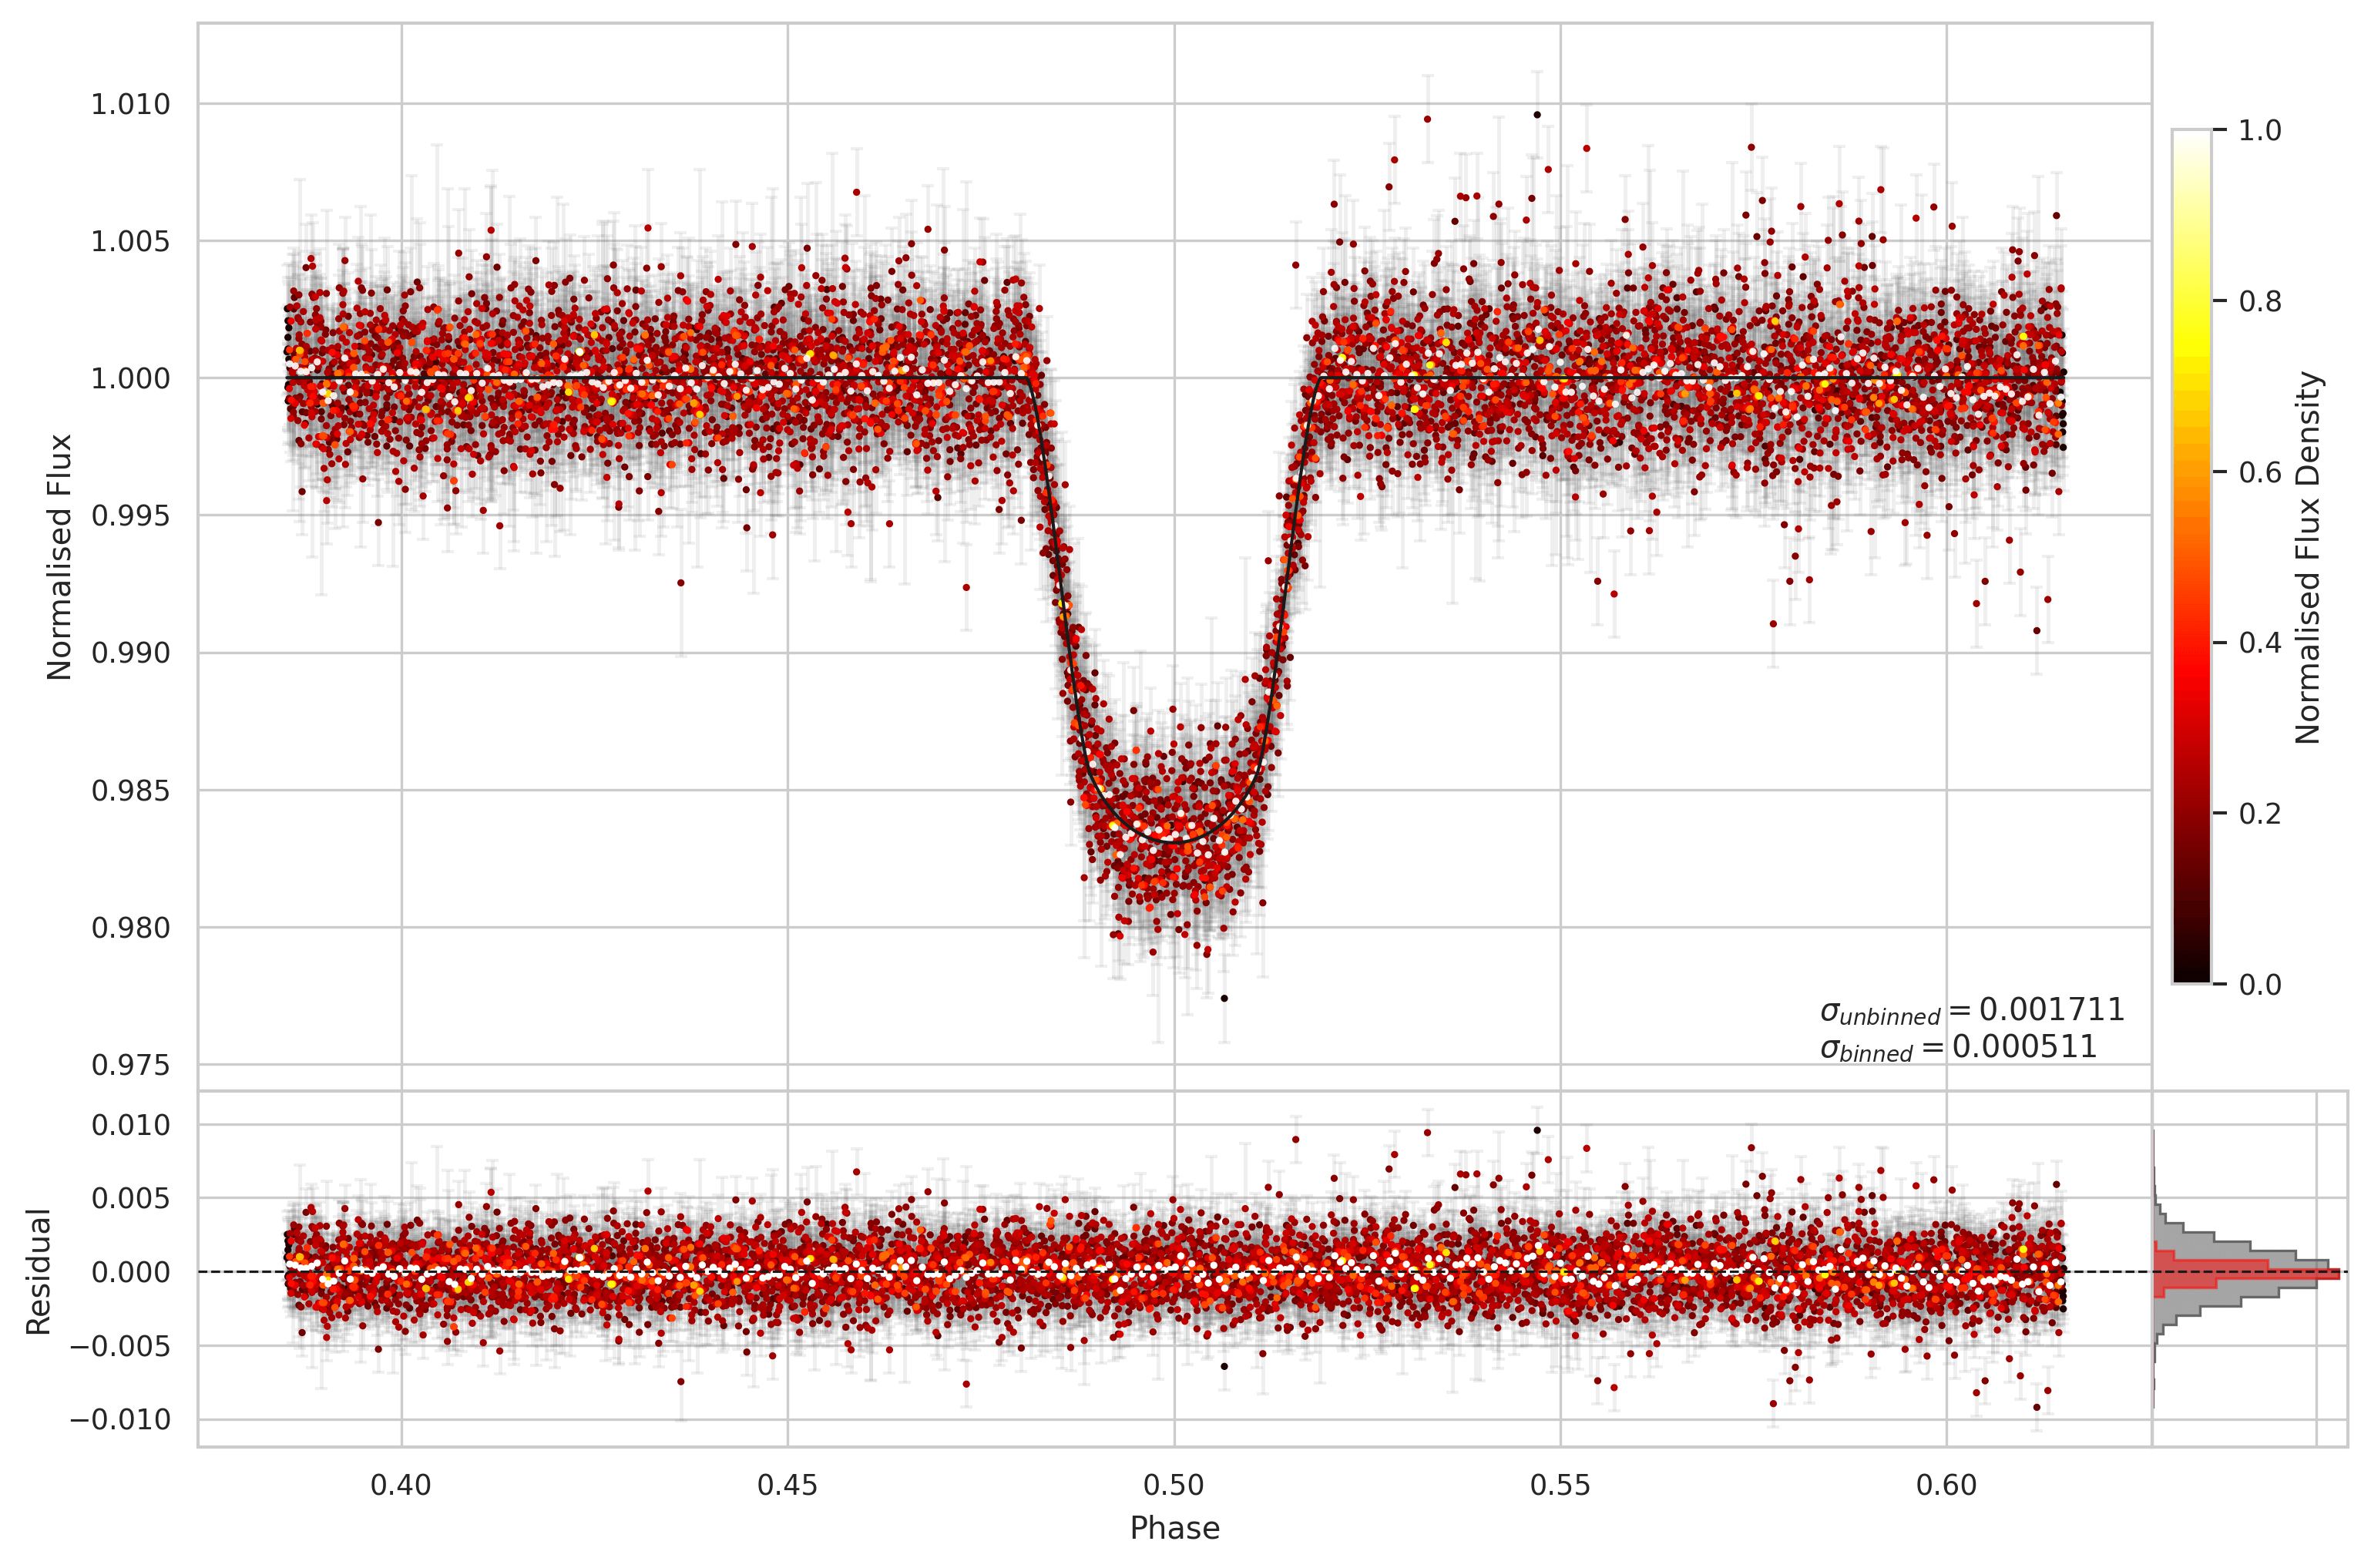 1.010
1.005
1.000
0.995
0.990
0.985
0.980
0.975
Normalised Flux
σunbinned = 0.001711
σbinned = 0.000511
1.0
0.8
0.6
0.4
0.2
0.0
Normalised Flux Density
0.010
0.005
0.000
−0.005
−0.010
Residual
0.40 0.45 0.50 0.55 0.60
Phase